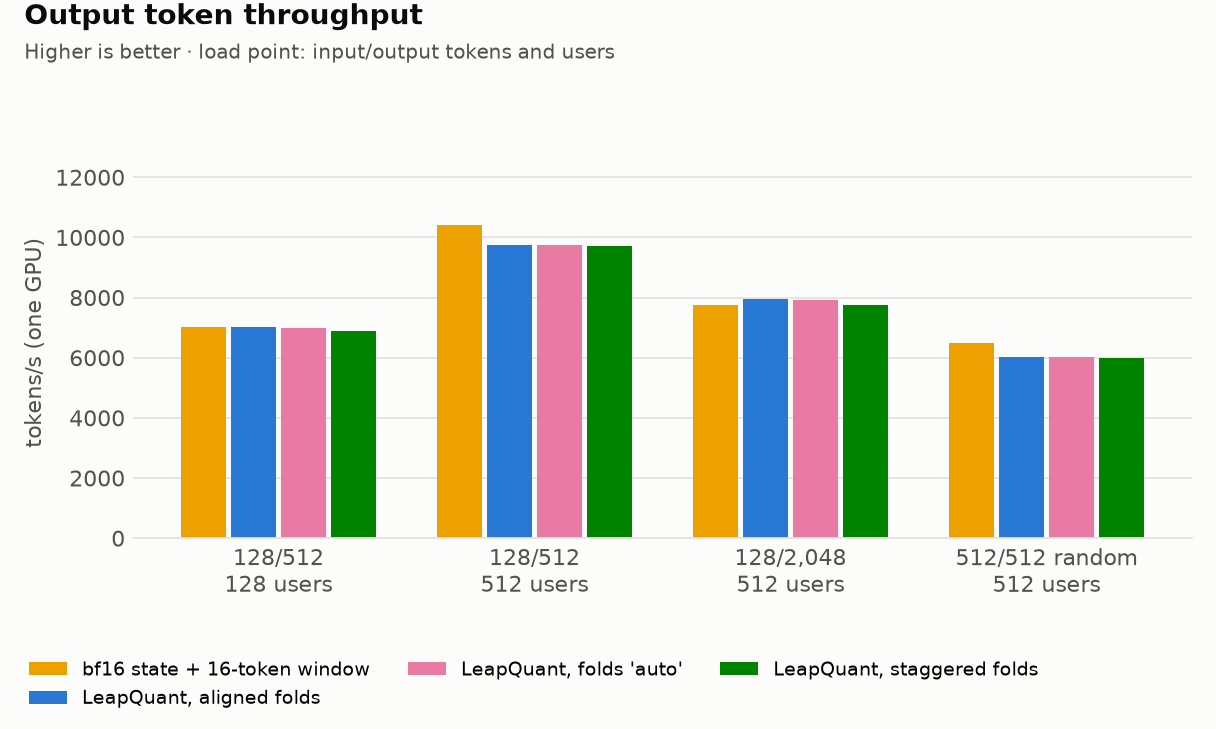 Output token throughput
Higher is better · load point: input/output tokens and users
tokens/s (one GPU)
12000
10000
8000
6000
4000
2000
0
128/512
128 users
128/512
512 users
128/2,048
512 users
512/512 random
512 users
bf16 state + 16-token window
LeapQuant, aligned folds
LeapQuant, folds 'auto'
LeapQuant, staggered folds